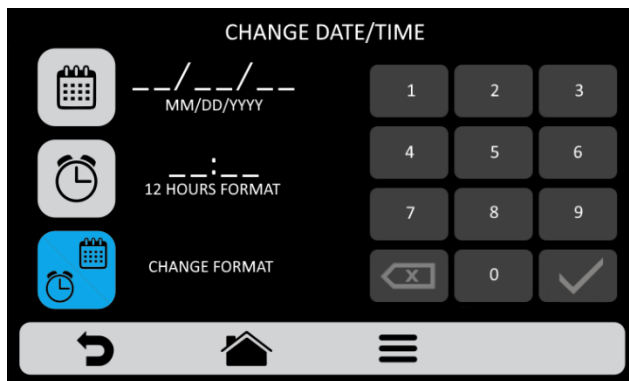 CHANGE DATE/TIME
__/__/__
MM/DD/YYYY
__:__
12 HOURS FORMAT
CHANGE FORMAT
1 2 3
4 5 6
7 8 9
X 0